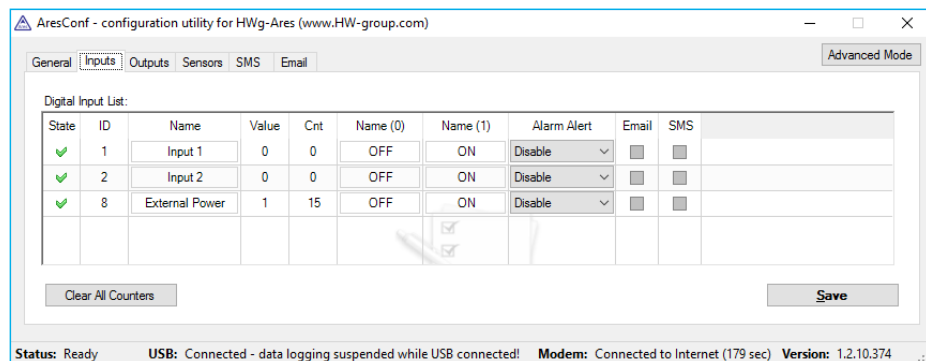 AresConf - configuration utility for HWg-Ares (www.HW-group.com)
General Inputs Outputs Sensors SMS Email Advanced Mode
Digital Input List:
State ID Name Value Cnt Name (0) Name (1) Alarm Alert Email SMS
1 Input 1 0 0 OFF ON Disable
2 Input 2 0 0 OFF ON Disable
8 External Power 1 15 OFF ON Disable
Clear All Counters Save
Status: Ready USB: Connected - data logging suspended while USB connected! Modem: Connected to Internet (179 sec) Version: 1.2.10.374